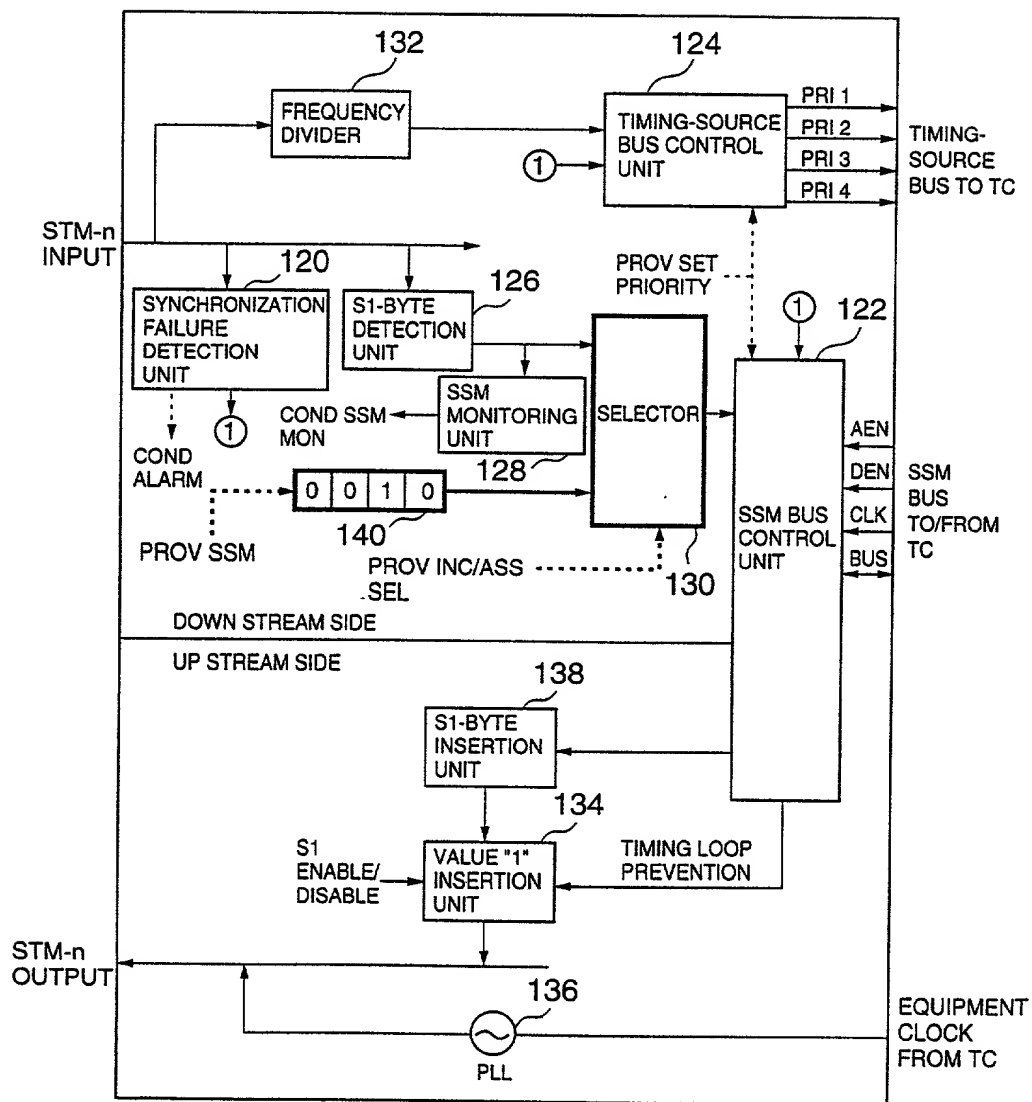 132
124
FREQUENCY
DIVIDER
TIMING-SOURCE
BUS CONTROL
UNIT
PRI 1
PRI 2
PRI 3
PRI 4
TIMING-
SOURCE
BUS TO TC
1
STM-n
INPUT
120
SYNCHRONIZATION
FAILURE
DETECTION
UNIT
126
S1-BYTE
DETECTION
UNIT
PROV SET
PRIORITY
1
122
SSM
MONITORING
UNIT
128
COND SSM
MON
SELECTOR
1
COND
ALARM
0 0 1 0
140
PROV SSM
PROV INC/ASS
SEL
130
SSM BUS
CONTROL
UNIT
AEN
DEN
CLK
BUS
SSM
BUS
TO/FROM
TC
DOWN STREAM SIDE
UP STREAM SIDE
138
S1-BYTE
INSERTION
UNIT
134
S1
ENABLE/
DISABLE
VALUE "1"
INSERTION
UNIT
TIMING LOOP
PREVENTION
STM-n
OUTPUT
136
PLL
EQUIPMENT
CLOCK
FROM TC